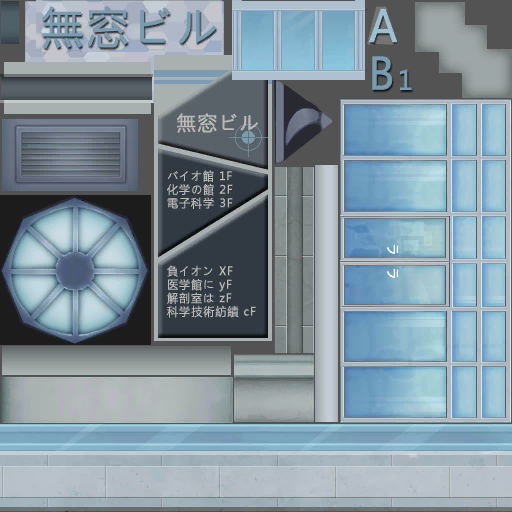 無窓ビル
A
B1
無窓ビル
バイオ館 1F
化学の館 2F
電子科学 3F
負イオン XF
医学館に yF
解剖室は zF
科学技術紡績 cF
ラ
ラ